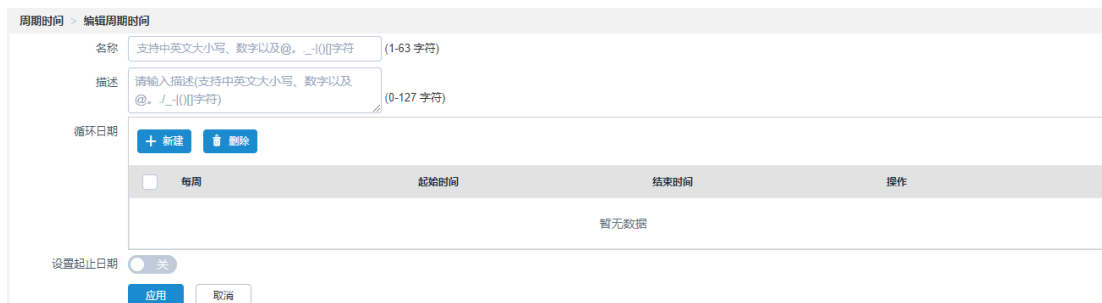 周期时间 > 编辑周期时间
名称 支持中英文大小写、数字以及@。._-|()[]字符 (1-63 字符)
描述 请输入描述(支持中英文大小写、数字以及
@。./_-|()[]字符) (0-127 字符)
循环日期
+ 新建 删除
每周 起始时间 结束时间 操作
暂无数据
设置起止日期 关
应用 取消